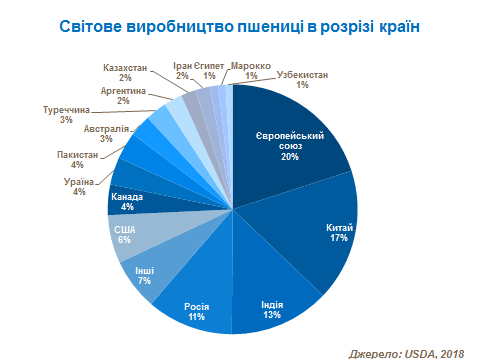 Світове виробництво пшениці в розрізі країн
Європейський
союз
20%
Китай
17%
Індія
13%
Росія
11%
Інші
7%
США
6%
Канада
4%
Ураїна
4%
Пакистан
4%
Австралія
3%
Туреччина
3%
Аргентина
2%
Казахстан
2%
Іран
2%
Єгипет
1%
Марокко
1%
Узбекистан
1%
Джерело: USDA, 2018